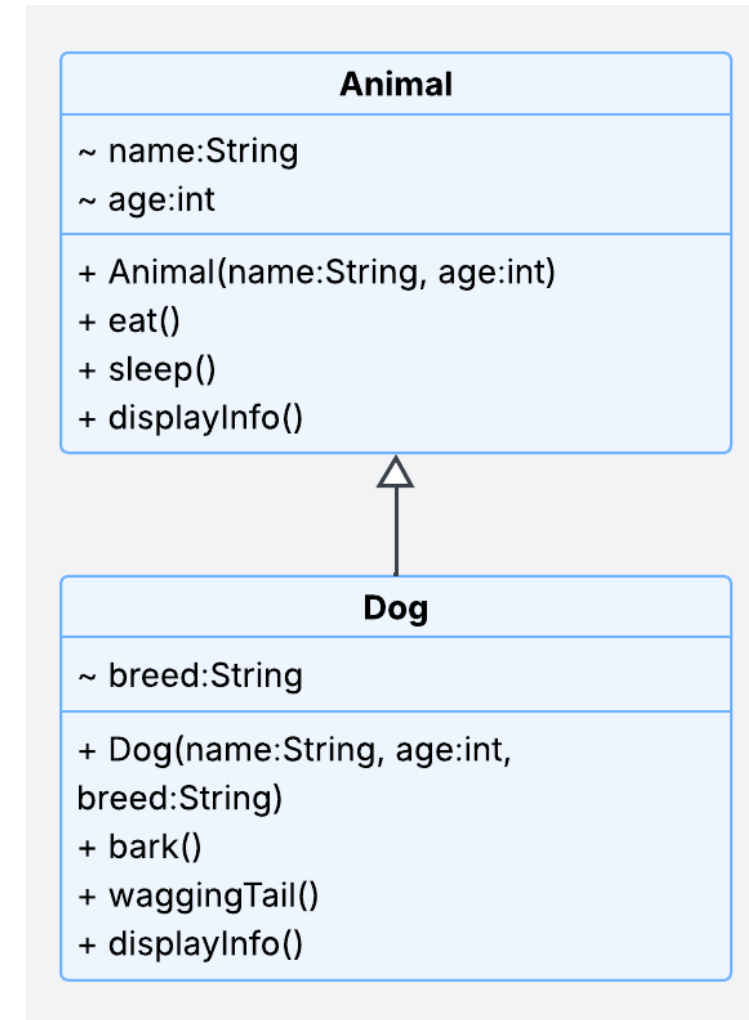 Animal
~ name:String
~ age:int
+ Animal(name:String, age:int)
+ eat()
+ sleep()
+ displayInfo()
Dog
~ breed:String
+ Dog(name:String, age:int,
breed:String)
+ bark()
+ waggingTail()
+ displayInfo()